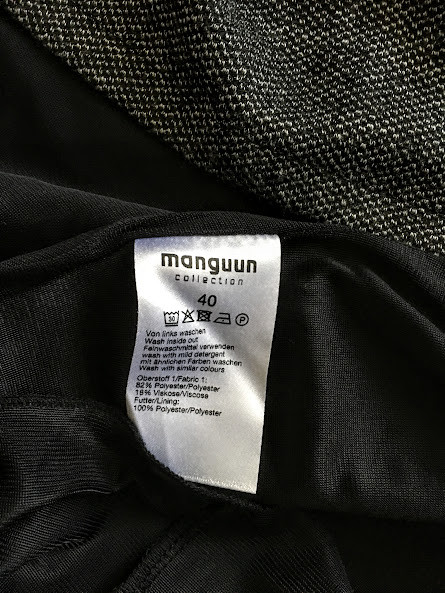 manguun
collection
40
30 P
Von links waschen
Wash inside out
Feinwaschmittel verwenden
wash with mild detergent
mit ähnlichen Farben waschen
Wash with similar colours
Oberstoff 1/Fabric 1:
82% Polyester/Polyester
18% Viskose/Viscosa
Futter/Lining:
100% Polyester/Polyester